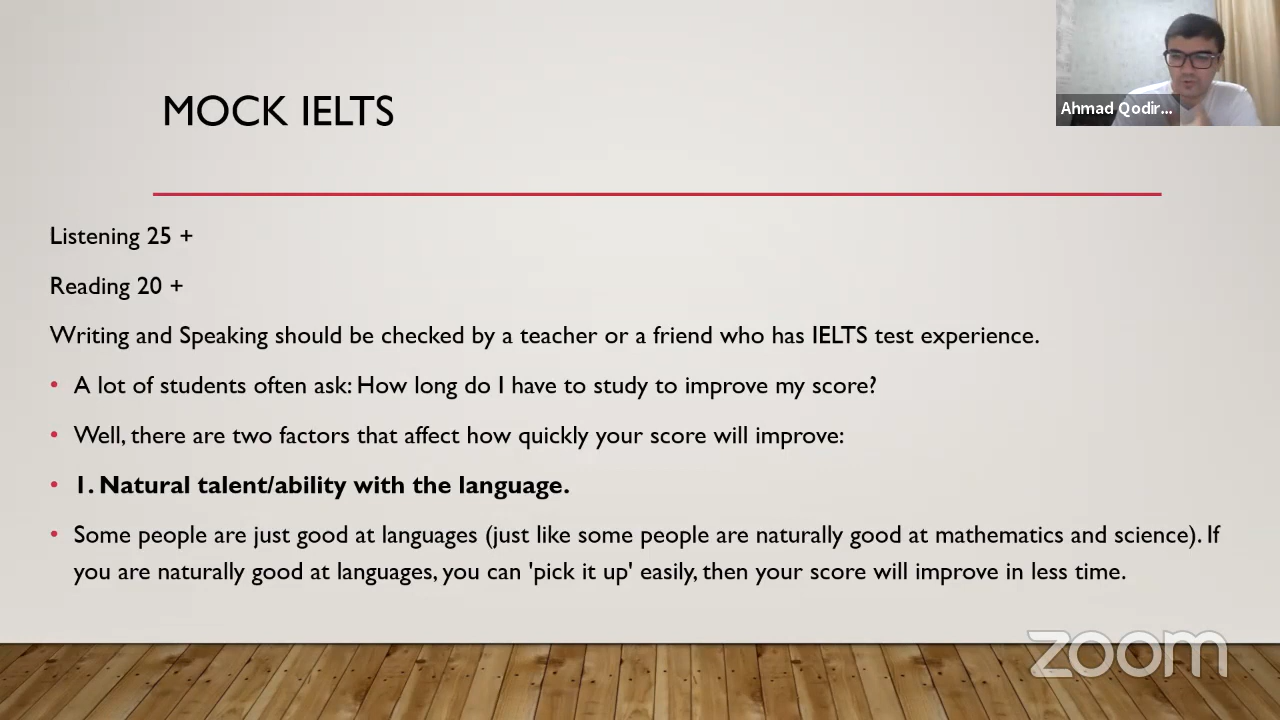 MOCK IELTS
Ahmad Qodir...
Listening 25 +
Reading 20 +
Writing and Speaking should be checked by a teacher or a friend who has IELTS test experience.
• A lot of students often ask: How long do I have to study to improve my score?
• Well, there are two factors that affect how quickly your score will improve:
• 1. Natural talent/ability with the language.
• Some people are just good at languages (just like some people are naturally good at mathematics and science). If
you are naturally good at languages, you can 'pick it up' easily, then your score will improve in less time.
zoom